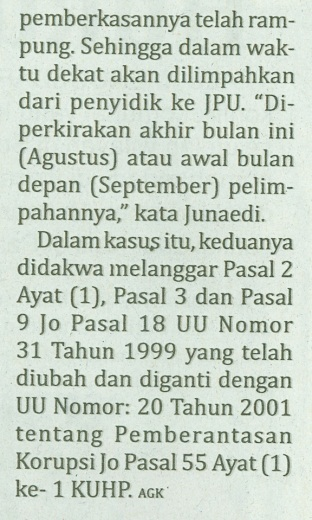 pemberkasannya telah ram-
pung. Sehingga dalam wak-
tu dekat akan dilimpahkan
dari penyidik ke JPU. “Di-
perkirakan akhir bulan ini
(Agustus) atau awal bulan
depan (September) pelim-
pahannya,” kata Junaedi.
Dalam kasus itu, keduanya
didakwa melanggar Pasal 2
Ayat (1), Pasal 3 dan Pasal
9 Jo Pasal 18 UU Nomor
31 Tahun 1999 yang telah
diubah dan diganti dengan
UU Nomor: 20 Tahun 2001
tentang Pemberantasan
Korupsi Jo Pasal 55 Ayat (1)
ke- 1 KUHP. AGK